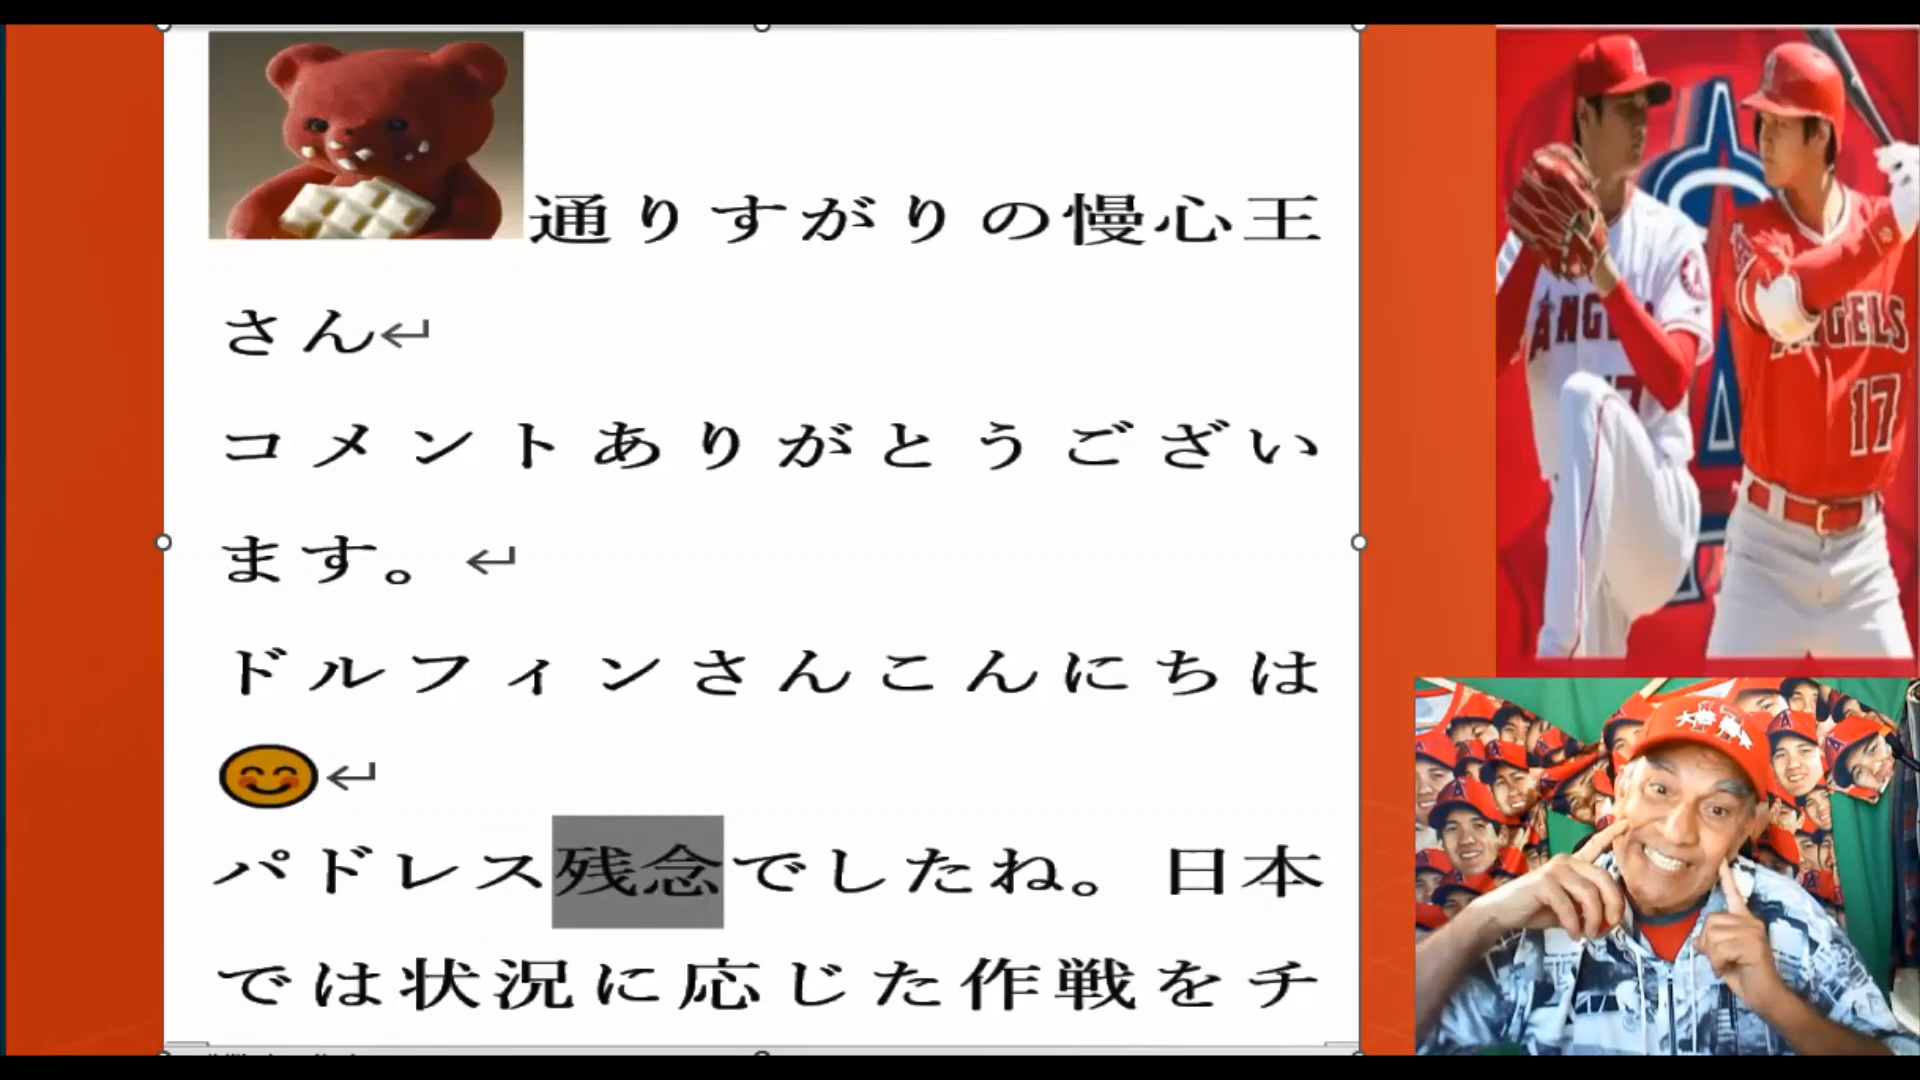 通りすがりの慢心王
さん↵
コメントありがとうござい
ます。↵
ドルフィンさんこんにちは
😊↵
パドレス残念でしたね。日本
では状況に応じた作戦をチ
ANGELS
17